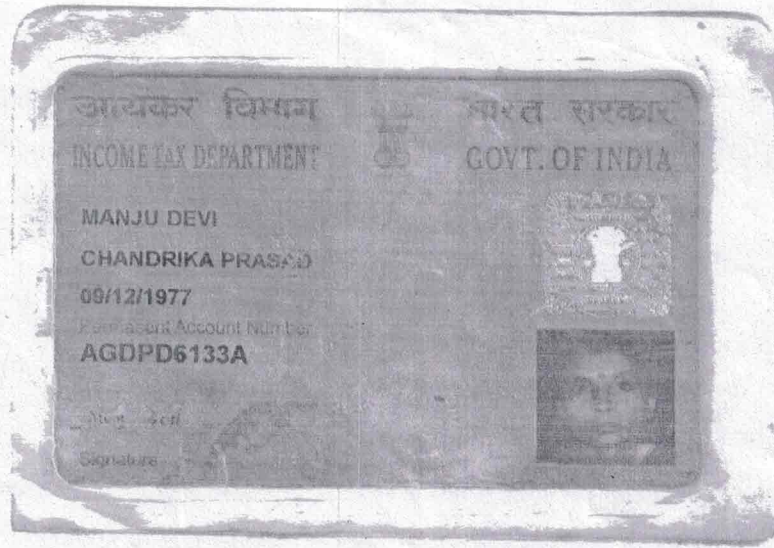 आयकर विभाग
भारत सरकार
INCOME TAX DEPARTMENT
GOVT. OF INDIA
MANJU DEVI
CHANDRIKA PRASAD
09/12/1977
Permanent Account Number
AGDPD6133A
Signature